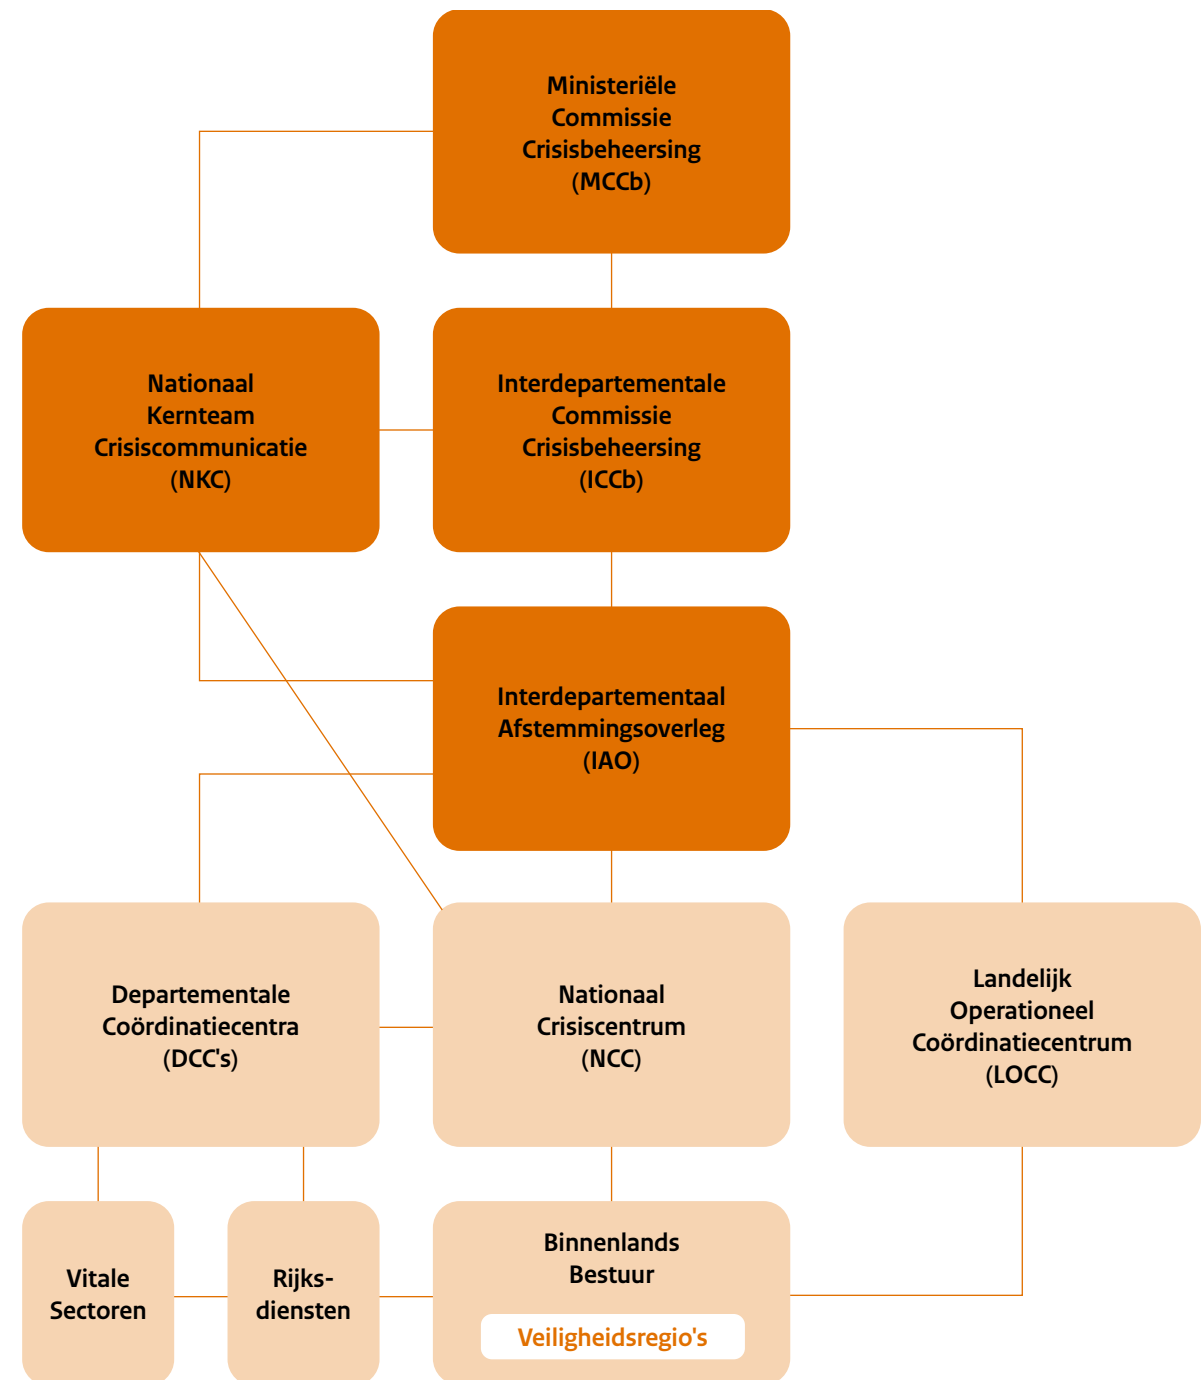 Ministeriële
Commissie
Crisisbeheersing
(MCCb)
Nationaal
Kernteam
Crisiscommunicatie
(NKC)
Interdepartementale
Commissie
Crisisbeheersing
(ICCb)
Interdepartementaal
Afstemmingsoverleg
(IAO)
Departementale
Coördinatiecentra
(DCC's)
Nationaal
Crisiscentrum
(NCC)
Landelijk
Operationeel
Coördinatiecentrum
(LOCC)
Vitale
Sectoren
Rijks-
diensten
Binnenlands
Bestuur
Veiligheidsregio's